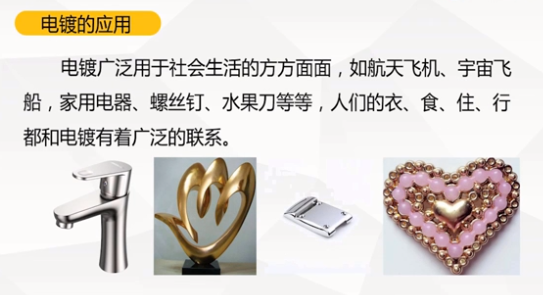 电镀的应用
电镀广泛用于社会生活的方方面面，如航天飞机、宇宙飞
船，家用电器、螺丝钉、水果刀等等，人们的衣、食、住、行
都和电镀有着广泛的联系。